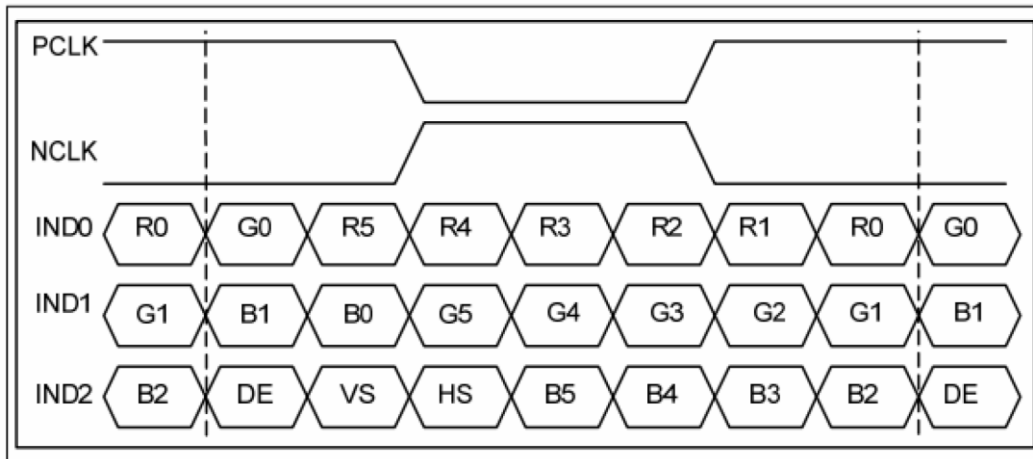 PCLK
NCLK
IND0 R0 G0 R5 R4 R3 R2 R1 R0 G0
IND1 G1 B1 B0 G5 G4 G3 G2 G1 B1
IND2 B2 DE VS HS B5 B4 B3 B2 DE